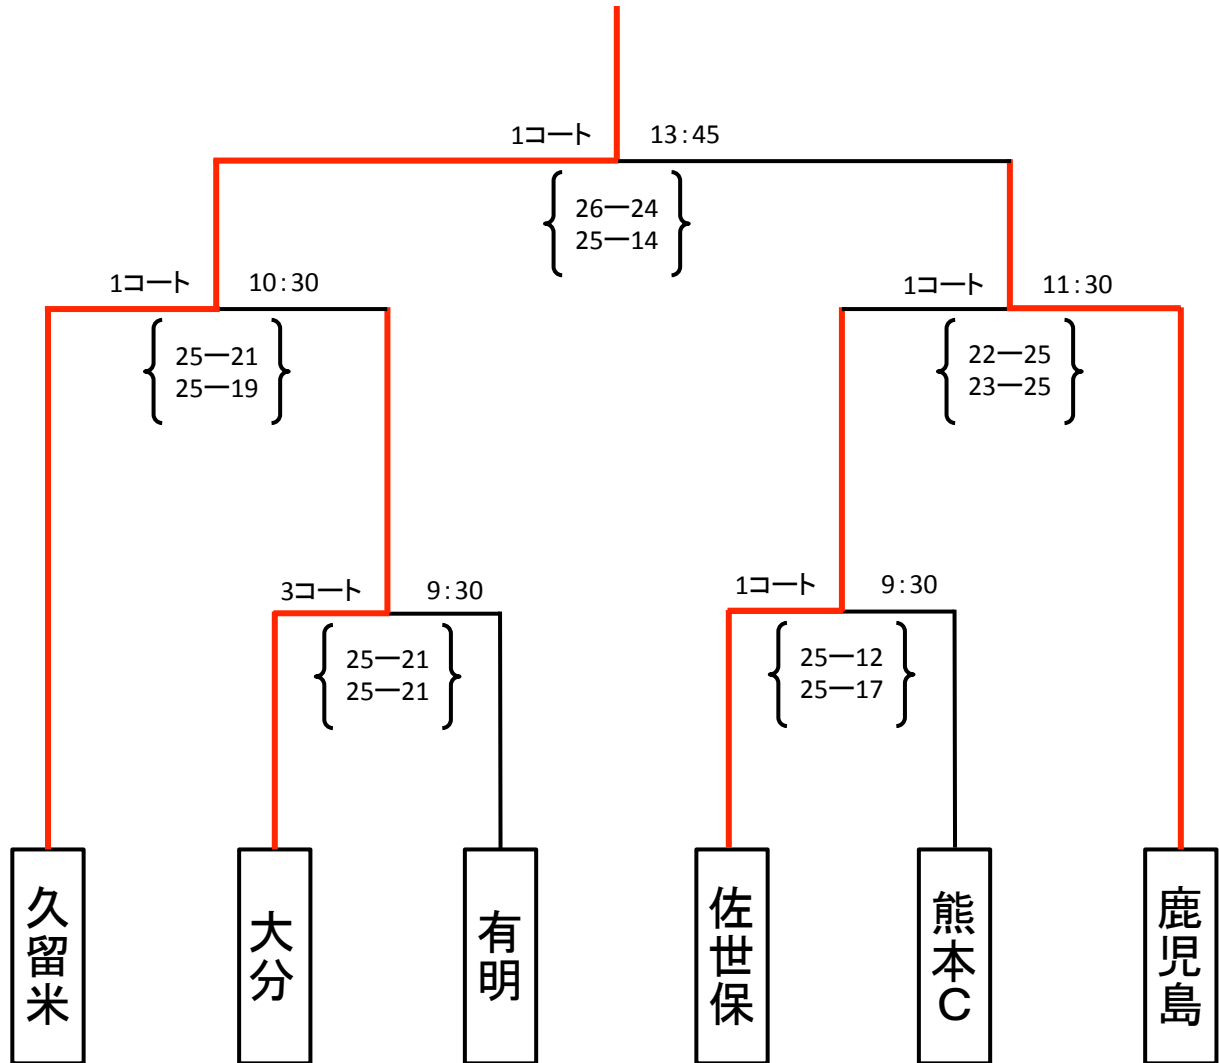 1コート 13:45
26ー24
25ー14
1コート 10:30
25ー21
25ー19
1コート 11:30
22ー25
23ー25
3コート 9:30
25ー21
25ー21
1コート 9:30
25ー12
25ー17
久留米
大分
有明
佐世保
熊本C
鹿児島